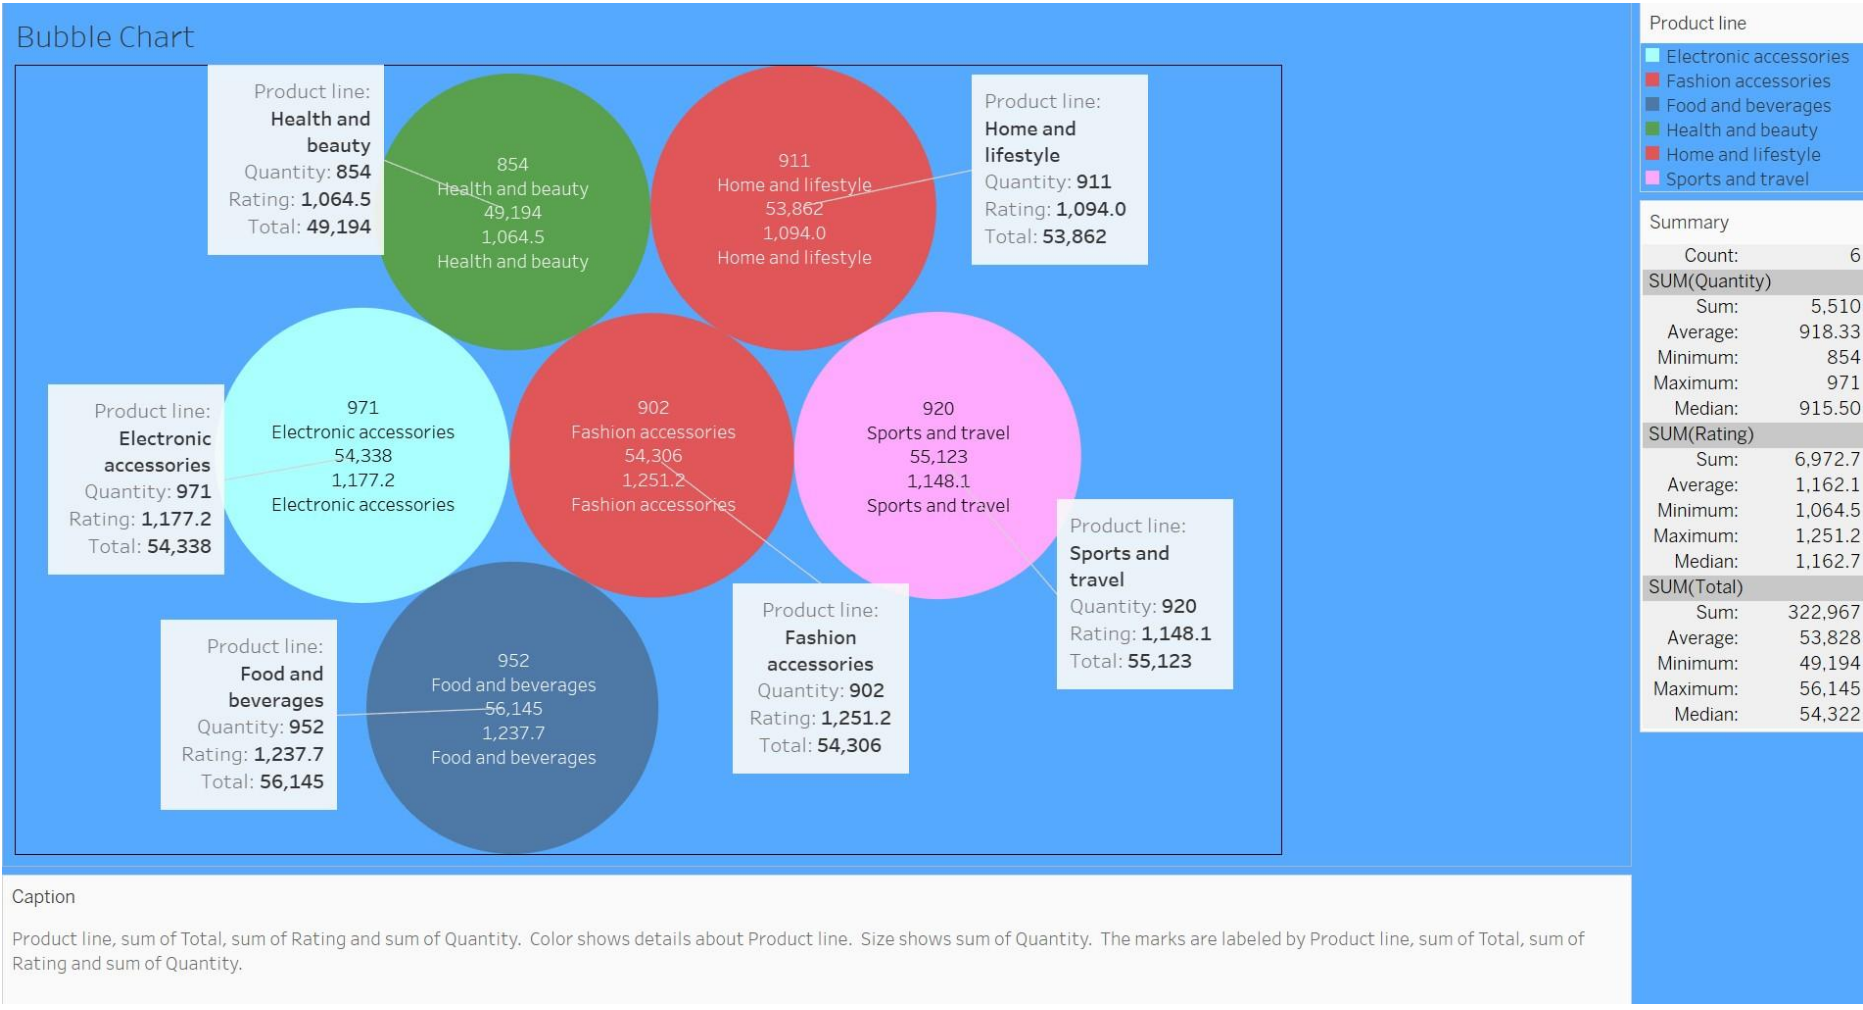 Bubble Chart
Product line:
Health and
beauty
Quantity: 854
Rating: 1,064.5
Total: 49,194
854
Health and beauty
49,194
1,064.5
Health and beauty
911
Home and lifestyle
53,862
1,094.0
Home and lifestyle
Product line:
Home and
lifestyle
Quantity: 911
Rating: 1,094.0
Total: 53,862
Product line:
Electronic
accessories
Quantity: 971
Rating: 1,177.2
Total: 54,338
971
Electronic accessories
54,338
1,177.2
Electronic accessories
902
Fashion accessories
54,306
1,251.2
Fashion accessories
920
Sports and travel
55,123
1,148.1
Sports and travel
Product line:
Sports and
travel
Quantity: 920
Rating: 1,148.1
Total: 55,123
Product line:
Food and
beverages
Quantity: 952
Rating: 1,237.7
Total: 56,145
952
Food and beverages
56,145
1,237.7
Food and beverages
Product line:
Fashion
accessories
Quantity: 902
Rating: 1,251.2
Total: 54,306
Product line
Electronic accessories
Fashion accessories
Food and beverages
Health and beauty
Home and lifestyle
Sports and travel
Summary
Count: 6
SUM(Quantity)
Sum: 5,510
Average: 918.33
Minimum: 854
Maximum: 971
Median: 915.50
SUM(Rating)
Sum: 6,972.7
Average: 1,162.1
Minimum: 1,064.5
Maximum: 1,251.2
Median: 1,162.7
SUM(Total)
Sum: 322,967
Average: 53,828
Minimum: 49,194
Maximum: 56,145
Median: 54,322
Caption
Product line, sum of Total, sum of Rating and sum of Quantity.  Color shows details about Product line.  Size shows sum of Quantity.  The marks are labeled by Product line, sum of Total, sum of
Rating and sum of Quantity.